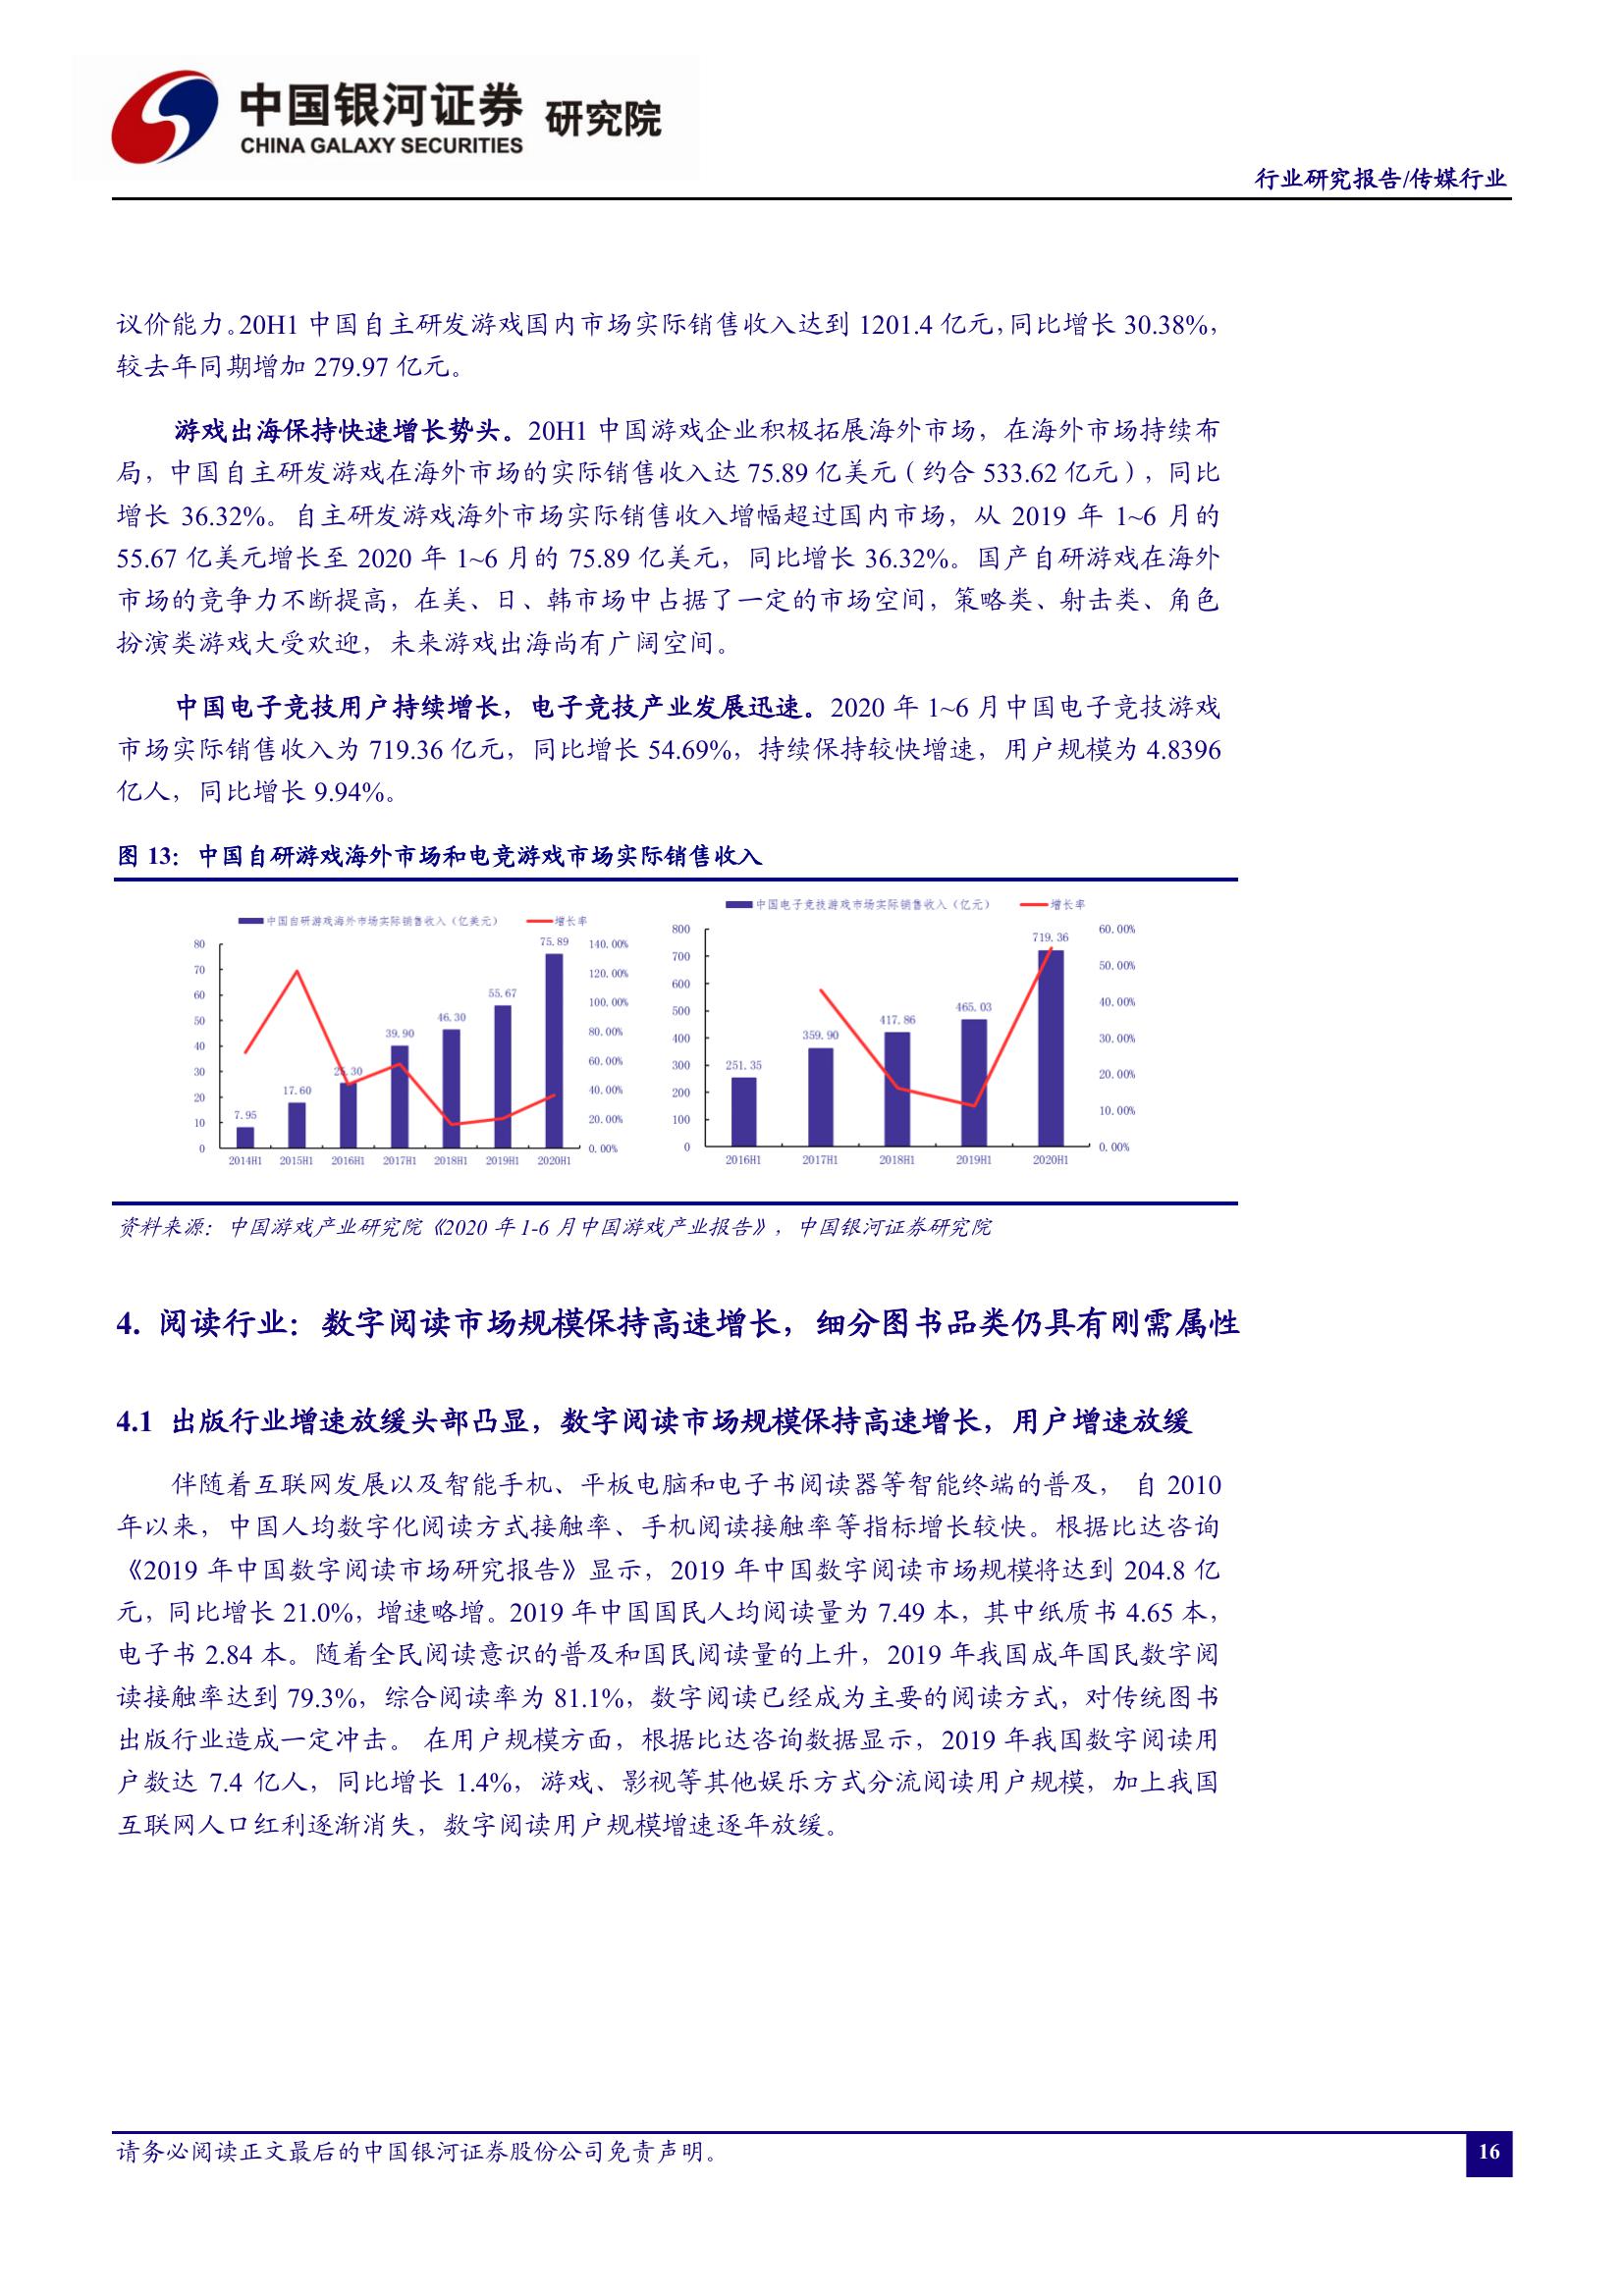 中国银河证券 研究院
CHINA GALAXY SECURITIES
行业研究报告/传媒行业
议价能力。20H1 中国自主研发游戏国内市场实际销售收入达到 1201.4 亿元,同比增长 30.38%,
较去年同期增加 279.97 亿元。
游戏出海保持快速增长势头。20H1 中国游戏企业积极拓展海外市场，在海外市场持续布
局，中国自主研发游戏在海外市场的实际销售收入达 75.89 亿美元（约合 533.62 亿元），同比
增长 36.32%。自主研发游戏海外市场实际销售收入增幅超过国内市场，从 2019 年 1~6 月的
55.67 亿美元增长至 2020 年 1~6 月的 75.89 亿美元，同比增长 36.32%。国产自研游戏在海外
市场的竞争力不断提高，在美、日、韩市场中占据了一定的市场空间，策略类、射击类、角色
扮演类游戏大受欢迎，未来游戏出海尚有广阔空间。
中国电子竞技用户持续增长，电子竞技产业发展迅速。2020 年 1~6 月中国电子竞技游戏
市场实际销售收入为 719.36 亿元，同比增长 54.69%，持续保持较快增速，用户规模为 4.8396
亿人，同比增长 9.94%。
图 13：中国自研游戏海外市场和电竞游戏市场实际销售收入
中国自研游戏海外市场实际销售收入（亿美元） 增长率
80
70
60
50
40
30
20
10
0
7.95
17.60
25.30
39.90
46.30
55.67
75.89
140.00%
120.00%
100.00%
80.00%
60.00%
40.00%
20.00%
0.00%
2014H1 2015H1 2016H1 2017H1 2018H1 2019H1 2020H1
中国电子竞技游戏市场实际销售收入（亿元） 增长率
800
700
600
500
400
300
200
100
0
251.35
359.90
417.86
465.03
719.36
60.00%
50.00%
40.00%
30.00%
20.00%
10.00%
0.00%
2016H1 2017H1 2018H1 2019H1 2020H1
资料来源：中国游戏产业研究院《2020 年 1-6 月中国游戏产业报告》，中国银河证券研究院
4. 阅读行业：数字阅读市场规模保持高速增长，细分图书品类仍具有刚需属性
4.1 出版行业增速放缓头部凸显，数字阅读市场规模保持高速增长，用户增速放缓
伴随着互联网发展以及智能手机、平板电脑和电子书阅读器等智能终端的普及， 自 2010
年以来，中国人均数字化阅读方式接触率、手机阅读接触率等指标增长较快。根据比达咨询
《2019 年中国数字阅读市场研究报告》显示，2019 年中国数字阅读市场规模将达到 204.8 亿
元，同比增长 21.0%，增速略增。2019 年中国国民人均阅读量为 7.49 本，其中纸质书 4.65 本，
电子书 2.84 本。随着全民阅读意识的普及和国民阅读量的上升，2019 年我国成年国民数字阅
读接触率达到 79.3%，综合阅读率为 81.1%，数字阅读已经成为主要的阅读方式，对传统图书
出版行业造成一定冲击。 在用户规模方面，根据比达咨询数据显示，2019 年我国数字阅读用
户数达 7.4 亿人，同比增长 1.4%，游戏、影视等其他娱乐方式分流阅读用户规模，加上我国
互联网人口红利逐渐消失，数字阅读用户规模增速逐年放缓。
请务必阅读正文最后的中国银河证券股份公司免责声明。
16